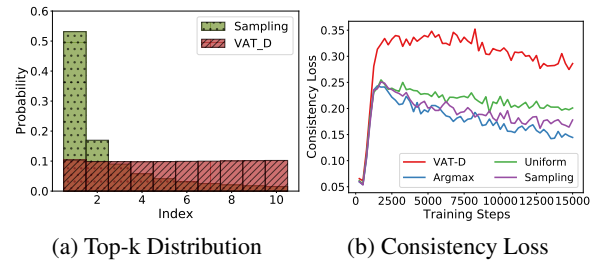 0.6
0.5
0.4
0.3
0.2
0.1
0.0
Probability
Sampling
VAT_D
2
4
6
8
10
Index
(a) Top-k Distribution
0.35
0.30
0.25
0.20
0.15
0.10
0.05
Consistency Loss
VAT-D
Argmax
Uniform
Sampling
0
2500
5000
7500
10000
12500
15000
Training Steps
(b) Consistency Loss